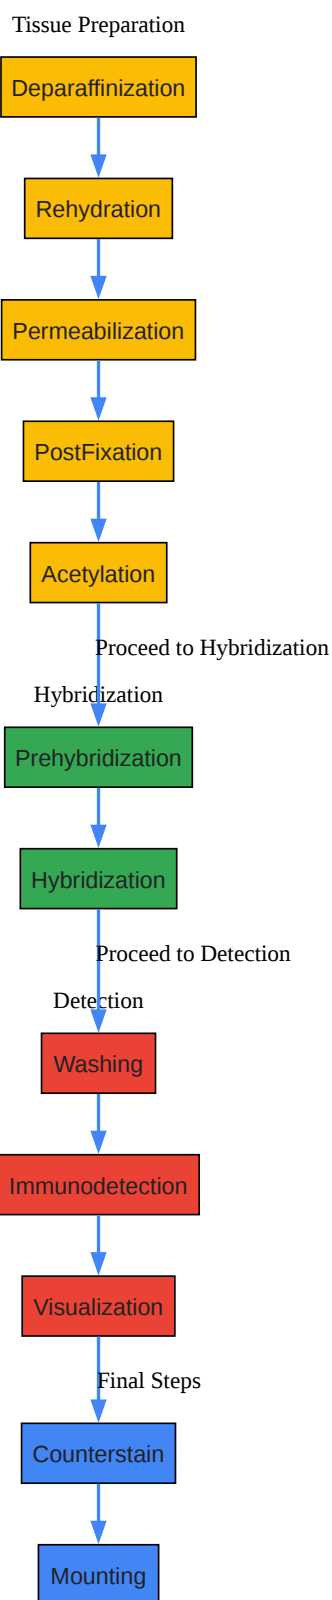 Tissue Preparation
Deparaffinization
Rehydration
Permeabilization
PostFixation
Acetylation
Proceed to Hybridization
Hybridization
Prehybridization
Hybridization
Proceed to Detection
Detection
Washing
Immunodetection
Visualization
Final Steps
Counterstain
Mounting